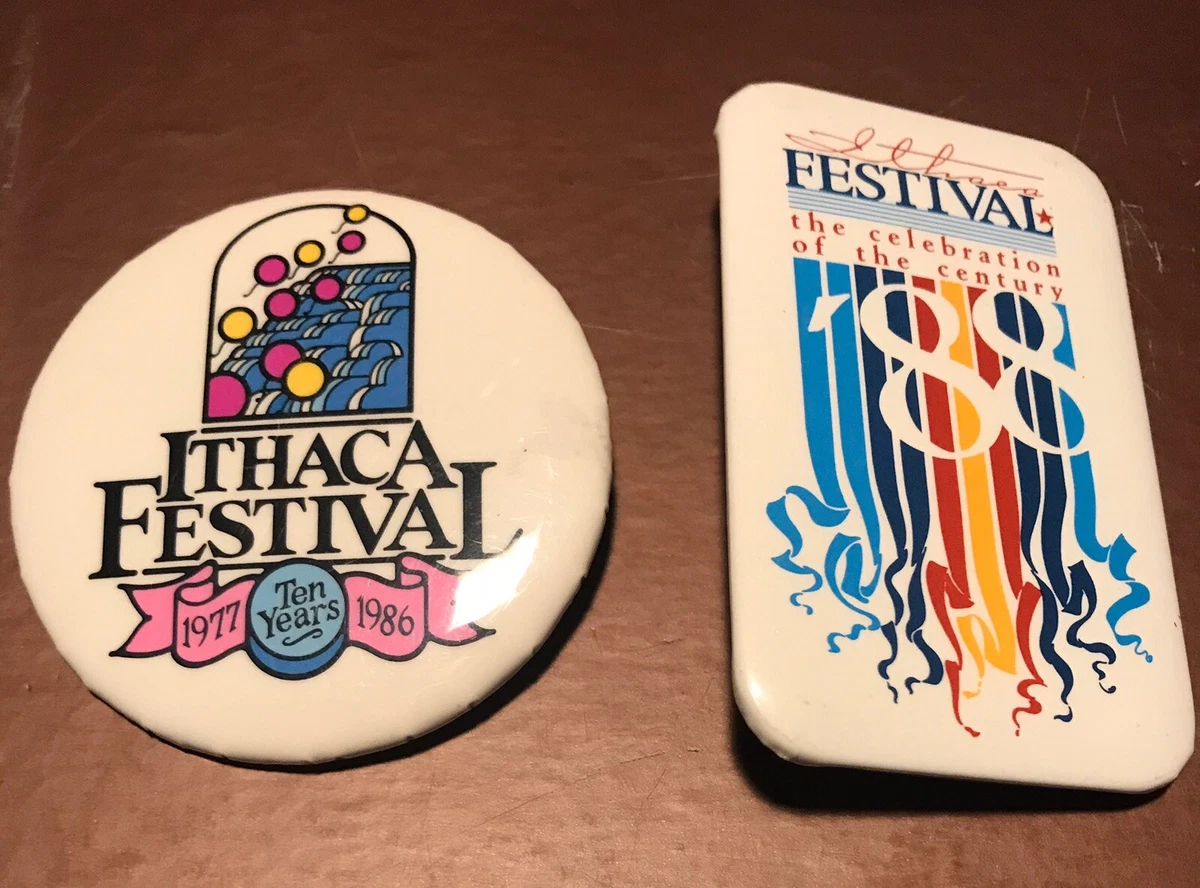 ITHACA
FESTIVAL
1977
Ten
Years
1986
Ithaca
FESTIVAL
the celebration
of the century
'88